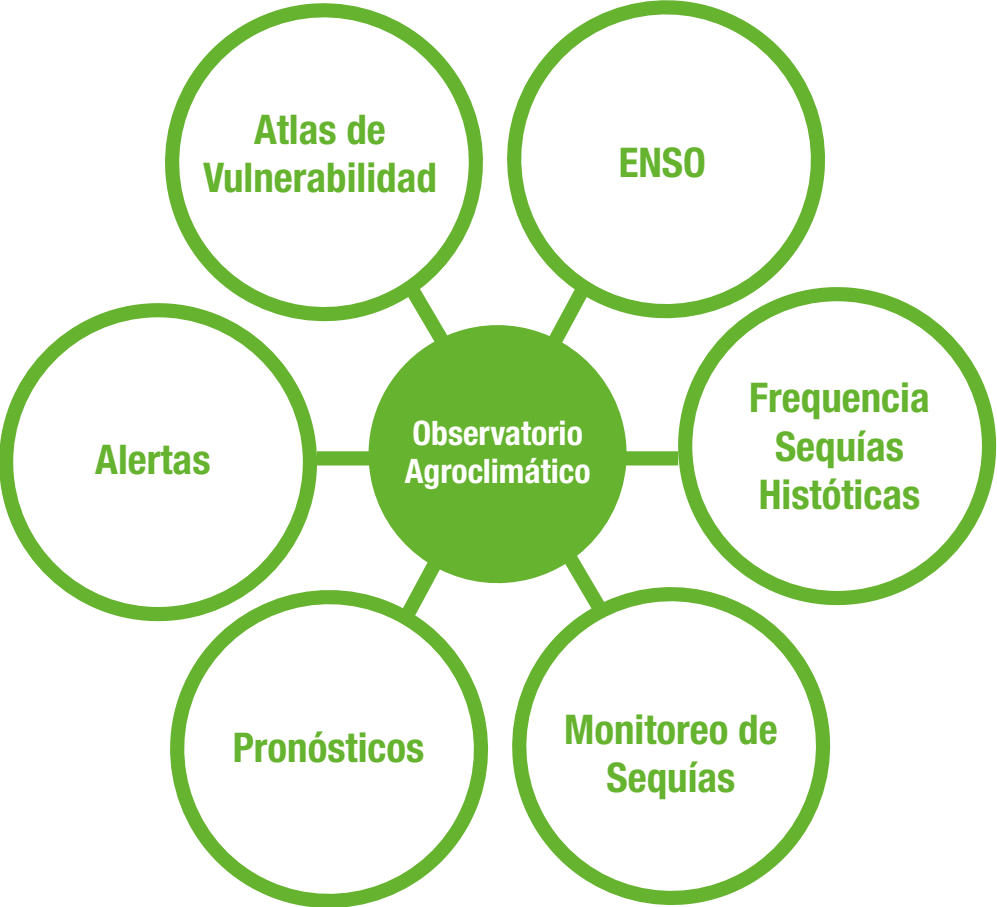 Atlas de
Vulnerabilidad
ENSO
Frequencia
Sequías
Históticas
Observatorio
Agroclimático
Alertas
Pronósticos
Monitoreo de
Sequías